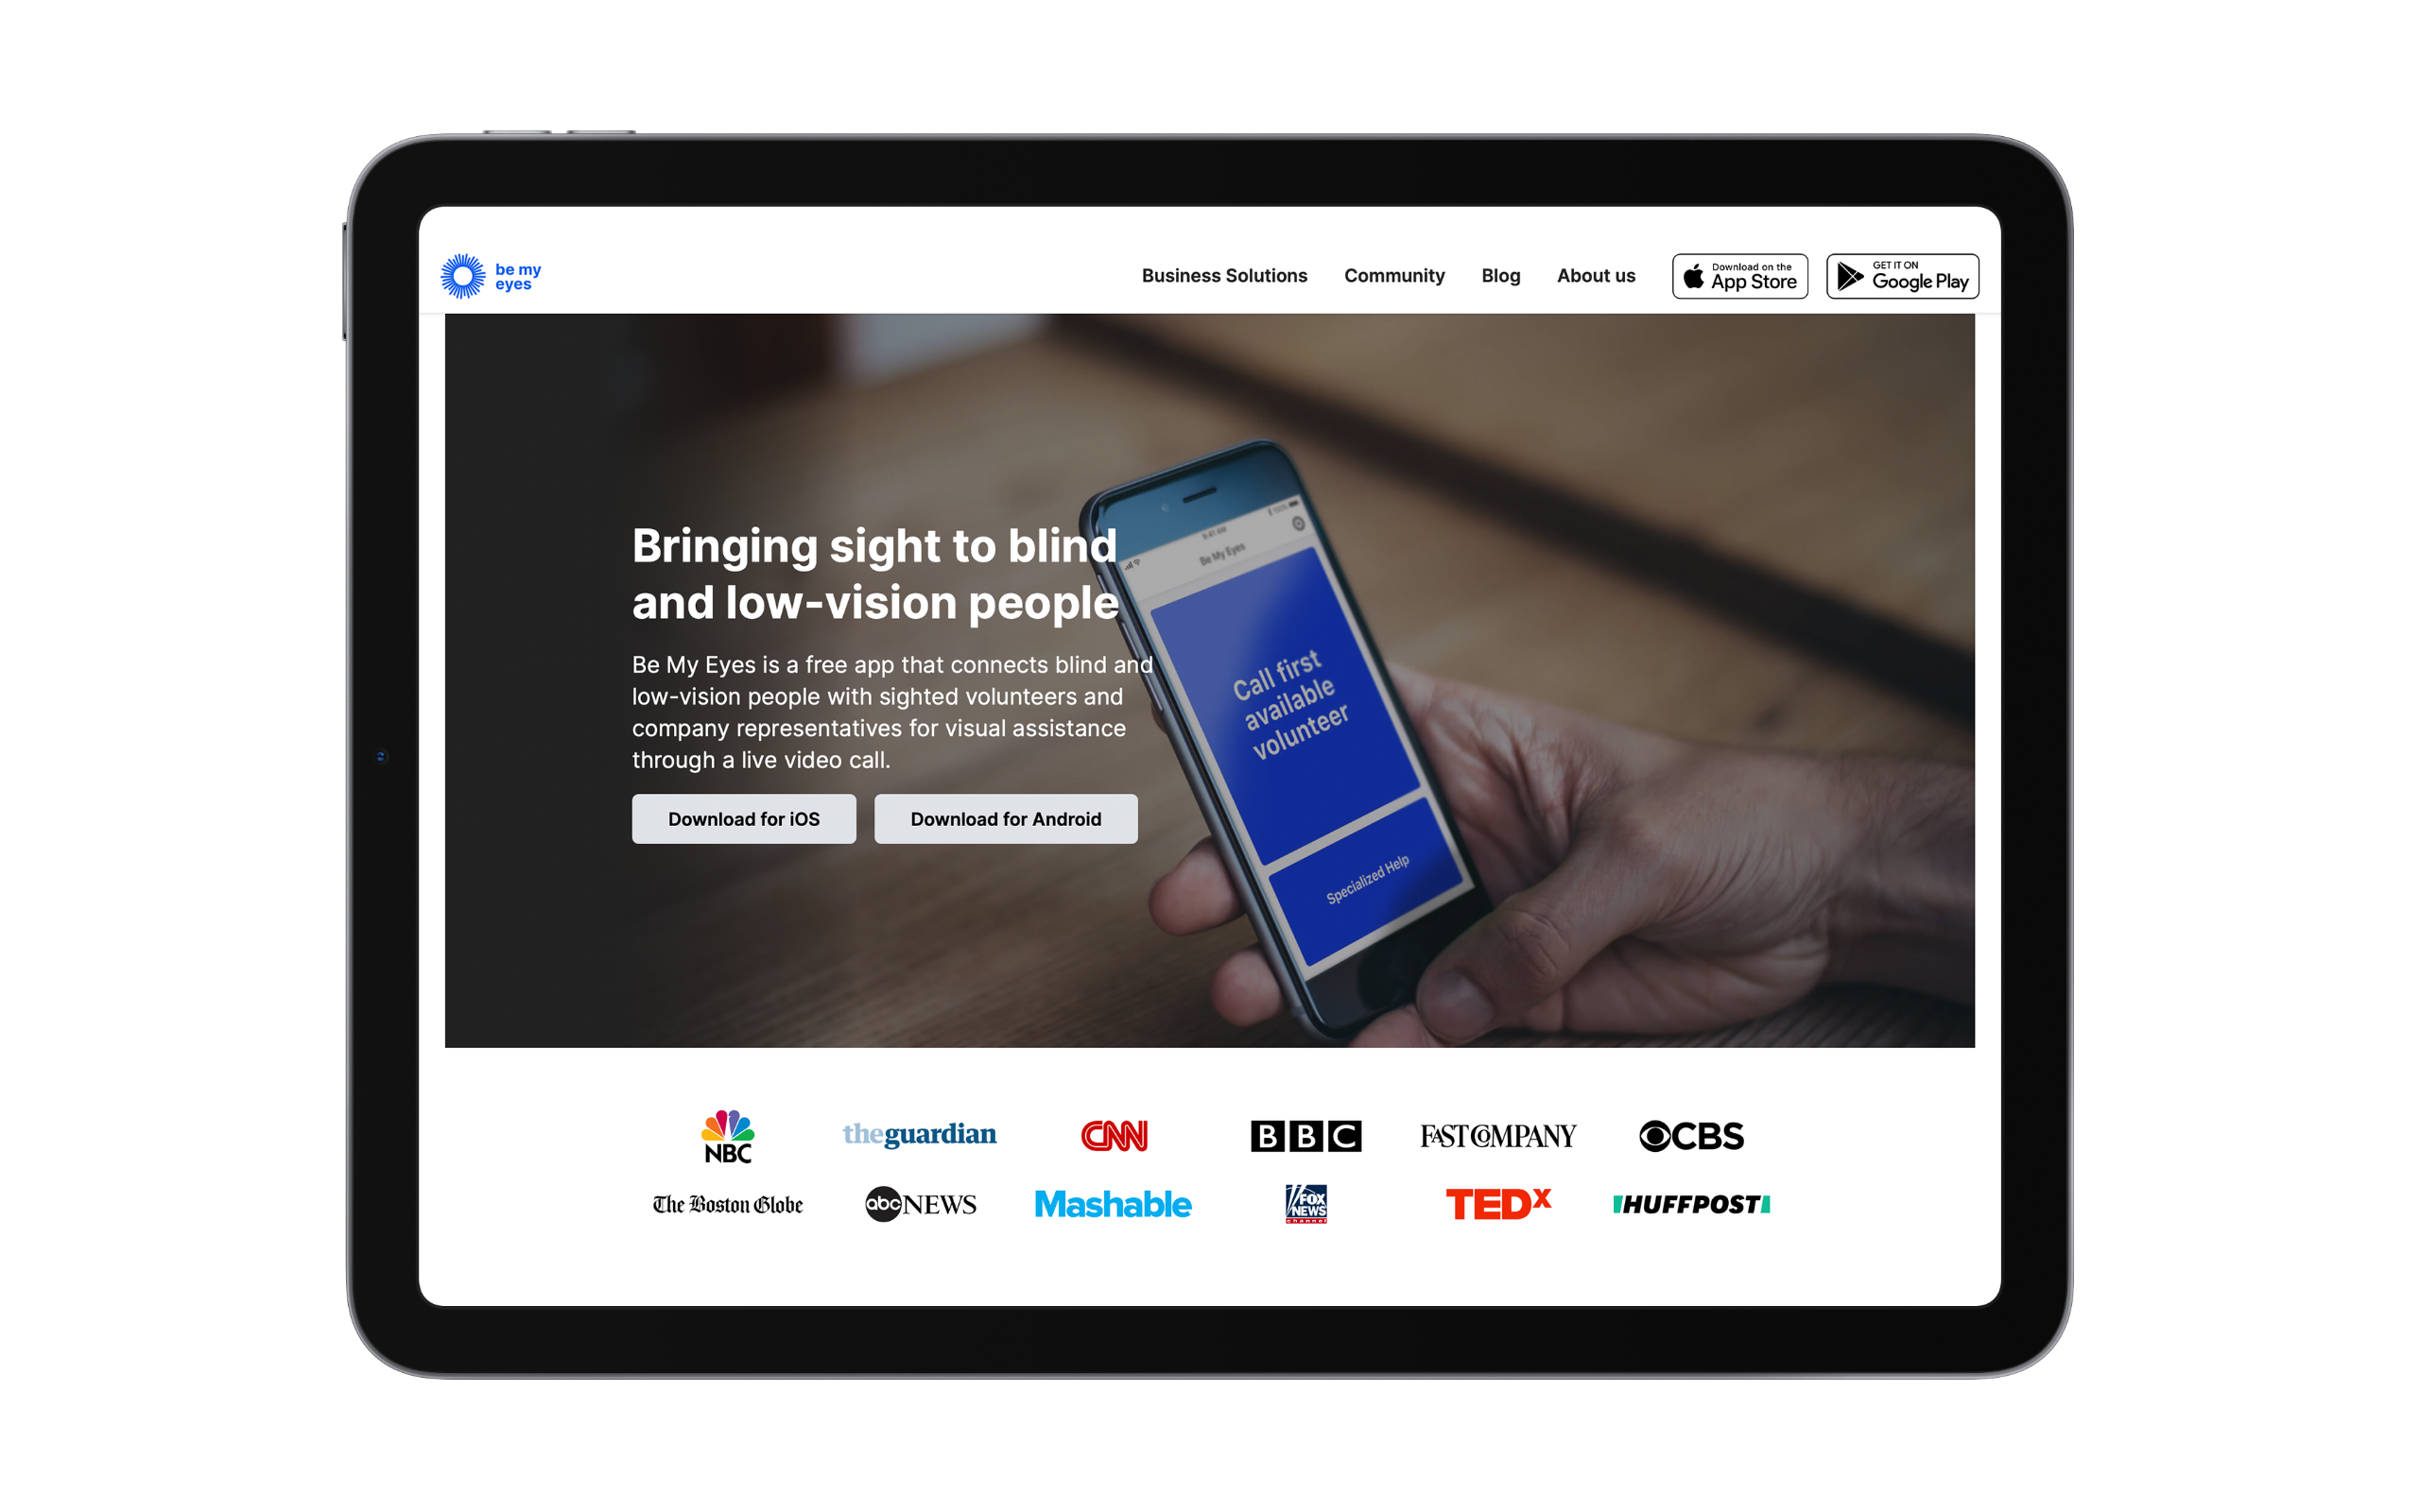 be my
eyes
Business Solutions
Community
Blog
About us
Download on the
App Store
GET IT ON
Google Play
Bringing sight to blind
and low-vision people
Be My Eyes is a free app that connects blind and
low-vision people with sighted volunteers and
company representatives for visual assistance
through a live video call.
Download for iOS
Download for Android
9:41 AM
100%
Be My Eyes
Call first
available
volunteer
Specialized Help
NBC
theguardian
CNN
BBC
FAST COMPANY
CBS
The Boston Globe
abc NEWS
Mashable
FOX
NEWS
channel
TEDx
HUFFPOST